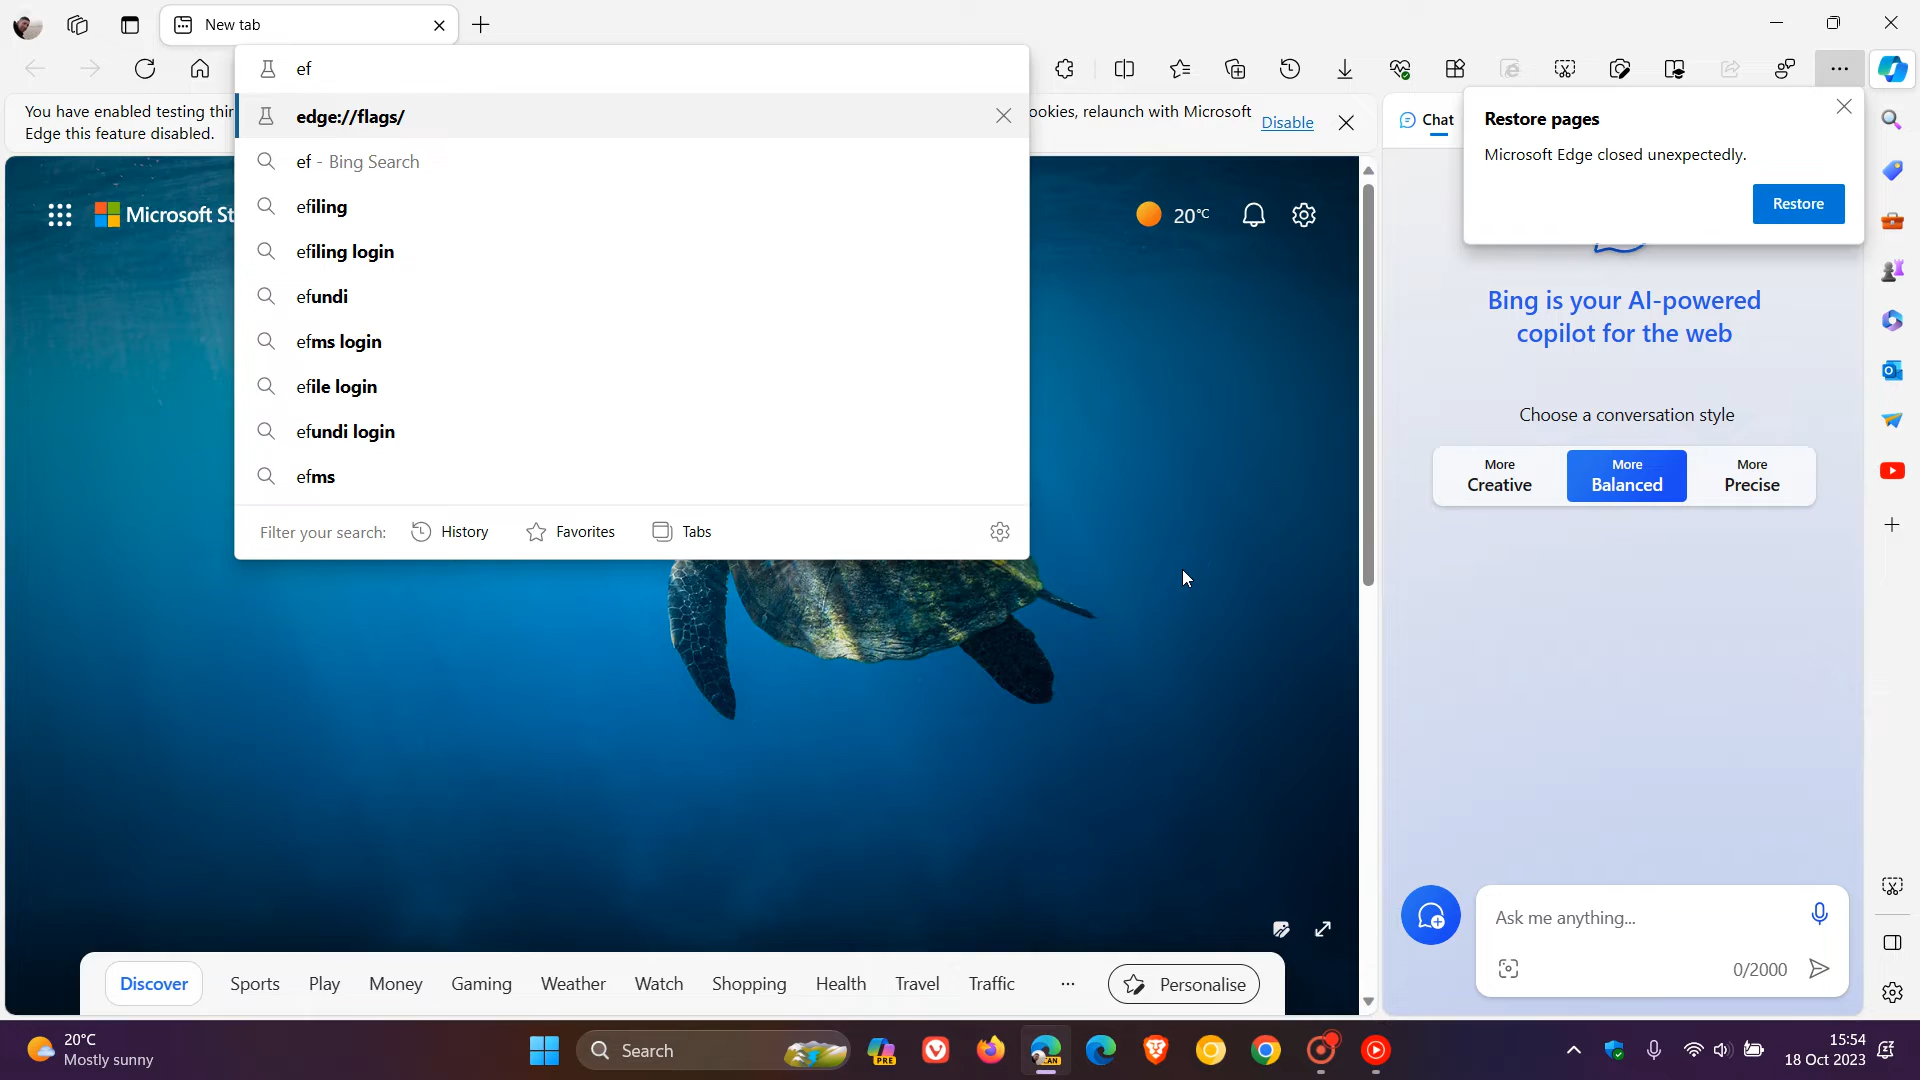 New tab
ef
You have enabled testing thir
ookies, relaunch with Microsoft
Edge this feature disabled.
Disable
edge://flags/
ef - Bing Search
efiling
efiling login
efundi
efms login
efile login
efundi login
efms
Filter your search:
History
Favorites
Tabs
Microsoft St
20°C
Chat
Restore pages
Microsoft Edge closed unexpectedly.
Restore
Bing is your AI-powered
copilot for the web
Choose a conversation style
More
Creative
More
Balanced
More
Precise
Ask me anything...
0/2000
Discover
Sports
Play
Money
Gaming
Weather
Watch
Shopping
Health
Travel
Traffic
Personalise
20°C
Mostly sunny
Search
PRE
CAN
15:54
18 Oct 2023